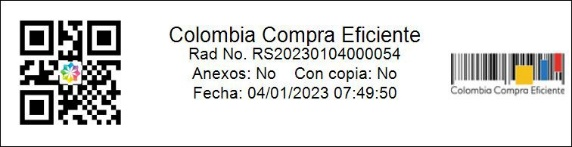 Colombia Compra Eficiente
Rad No. RS20230104000054
Anexos: No Con copia: No
Fecha: 04/01/2023 07:49:50
Colombia Compra Eficiente